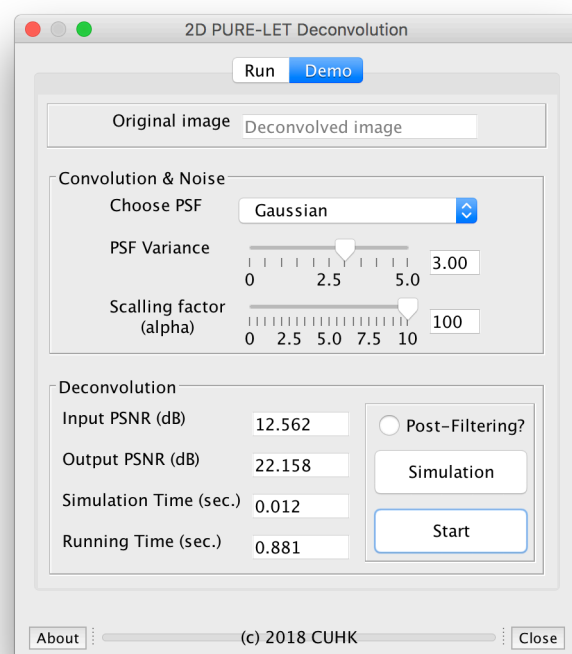 2D PURE-LET Deconvolution
Run Demo
Original image Deconvolved image
Convolution & Noise
Choose PSF Gaussian
PSF Variance 3.00
0 2.5 5.0
Scalling factor
(alpha) 100
0 2.5 5.0 7.5 10
Deconvolution
Input PSNR (dB) 12.562
Post-Filtering?
Output PSNR (dB) 22.158
Simulation
Simulation Time (sec.) 0.012
Start
Running Time (sec.) 0.881
About (c) 2018 CUHK Close